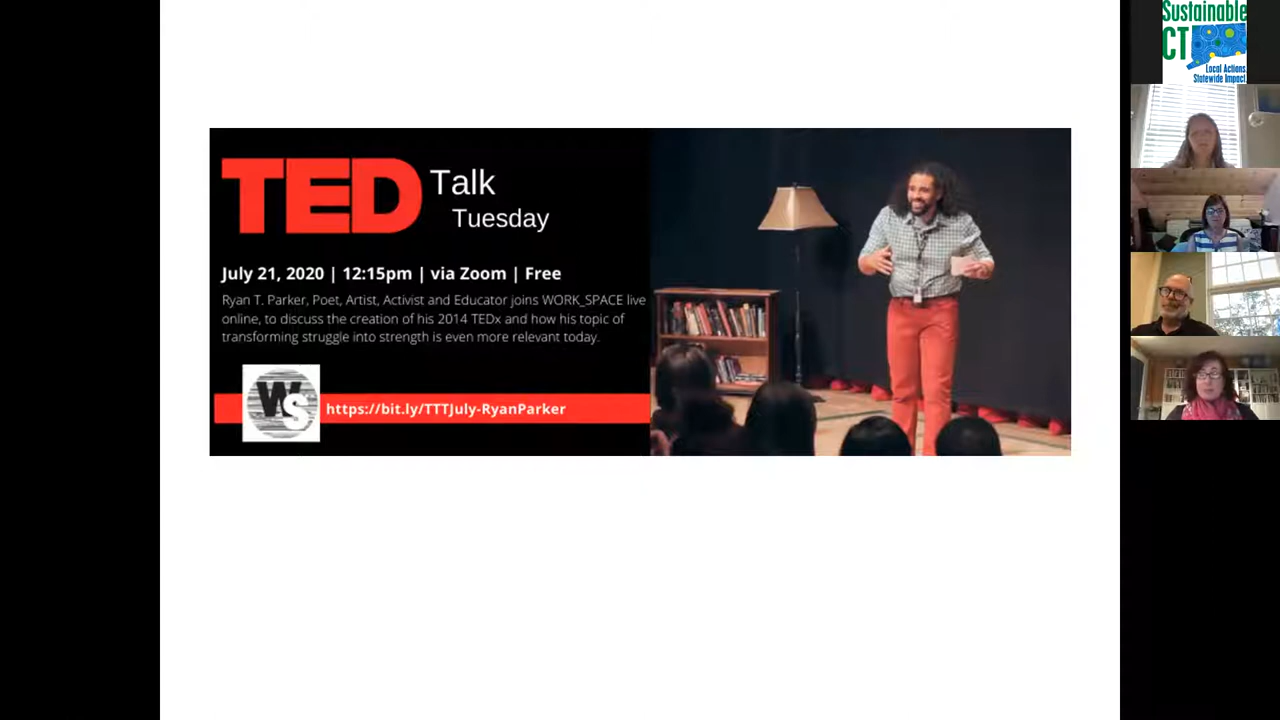 TED Talk
Tuesday
July 21, 2020 | 12:15pm | via Zoom | Free
Ryan T. Parker, Poet, Artist, Activist and Educator joins WORK_SPACE live
online, to discuss the creation of his 2014 TEDx and how his topic of
transforming struggle into strength is even more relevant today.
WS
https://bit.ly/TTTJuly-RyanParker
Sustainable
CT
Local Actions.
Statewide Impact.